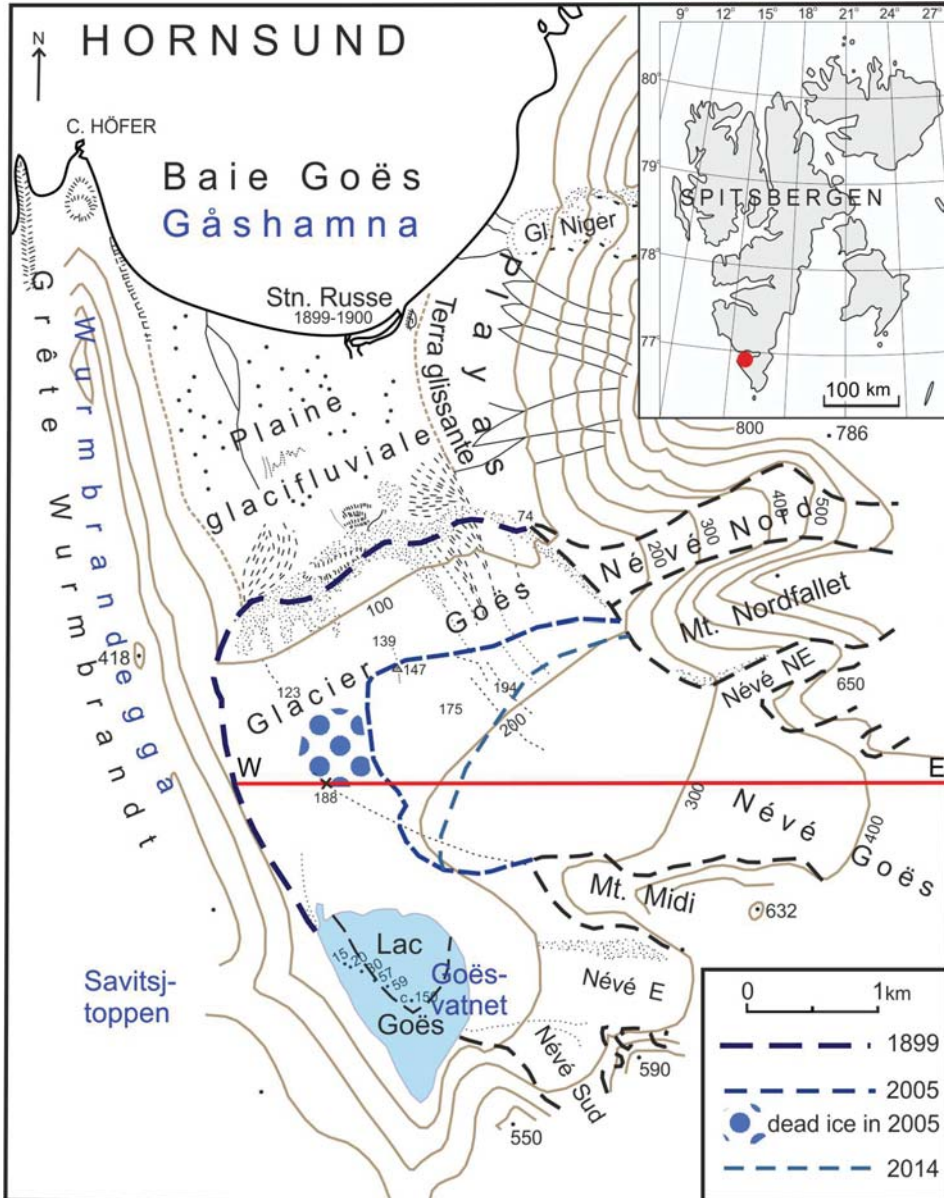 HORNSUND
N
C. HÖFER
Baie Goës
Gåshamna
Gl. Niger
Stn. Russe
1899-1900
Playas
Terra glissante
Plaine
glacifluviale
Grête Wurmbrandt
Wurmbrandegga
9° 12° 15° 18° 21° 24° 27°
80°
79°
78°
77°
SPITSBERGEN
100 km
800
786
74
Névé Nord
200
300
400
500
Mt. Nordfallet
Névé NE
650
100
Glacier Goës
139
147
123
194
175
200
418
W
E
188
300
400
Névé Goës
Mt. Midi
632
Lac
Goës
15
20
30
57
59
c. 150
Goës-
vatnet
Savitsj-
toppen
Névé E
Névé Sud
590
550
0 1km
1899
2005
dead ice in 2005
2014